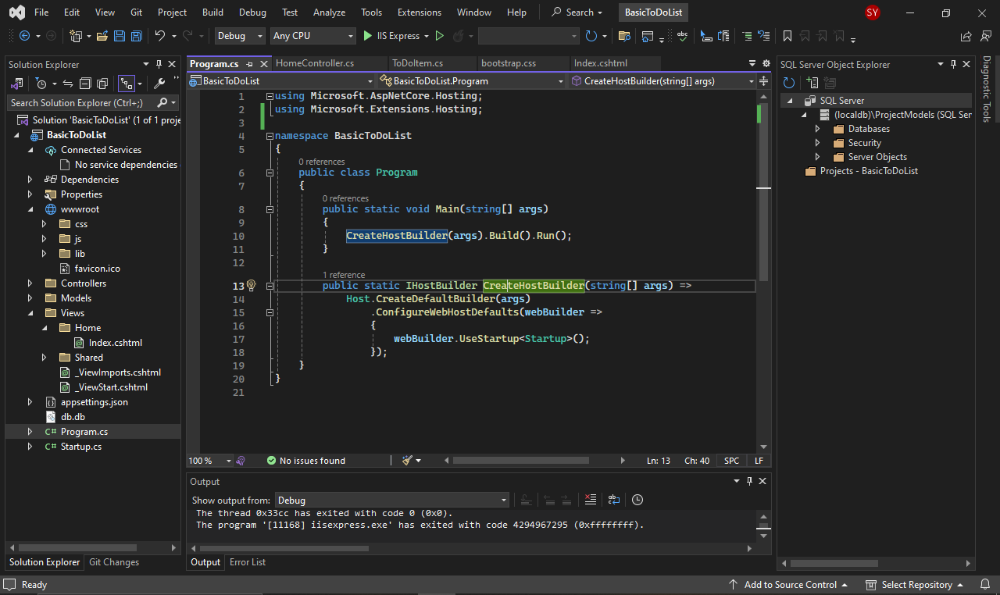 File Edit View Git Project Build Debug Test Analyze Tools Extensions Window Help Search BasicToDoList SY
Debug Any CPU IIS Express
Solution Explorer
Search Solution Explorer (Ctrl+;)
Solution 'BasicToDoList' (1 of 1 proje
BasicToDoList
Connected Services
No service dependencies
Dependencies
Properties
wwwroot
css
js
lib
favicon.ico
Controllers
Models
Views
Home
Index.cshtml
Shared
_ViewImports.cshtml
_ViewStart.cshtml
appsettings.json
db.db
C# Program.cs
C# Startup.cs
Solution Explorer Git Changes
Program.cs HomeController.cs ToDoItem.cs bootstrap.css Index.cshtml
BasicToDoList BasicToDoList.Program CreateHostBuilder(string[] args)
1 using Microsoft.AspNetCore.Hosting;
2 using Microsoft.Extensions.Hosting;
3
4 namespace BasicToDoList
5 {
0 references
6 public class Program
7 {
0 references
8 public static void Main(string[] args)
9 {
10 CreateHostBuilder(args).Build().Run();
11 }
12
1 reference
13 public static IHostBuilder CreateHostBuilder(string[] args) =>
14 Host.CreateDefaultBuilder(args)
15 .ConfigureWebHostDefaults(webBuilder =>
16 {
17 webBuilder.UseStartup<Startup>();
18 });
19 }
20 }
21
100 % No issues found Ln: 13 Ch: 40 SPC LF
Output
Show output from: Debug
The thread 0x33cc has exited with code 0 (0x0).
The program '[11168] iisexpress.exe' has exited with code 4294967295 (0xffffffff).
Output Error List
SQL Server Object Explorer
SQL Server
(localdb)\ProjectModels (SQL Ser
Databases
Security
Server Objects
Projects - BasicToDoList
Diagnostic Tools
Ready Add to Source Control Select Repository